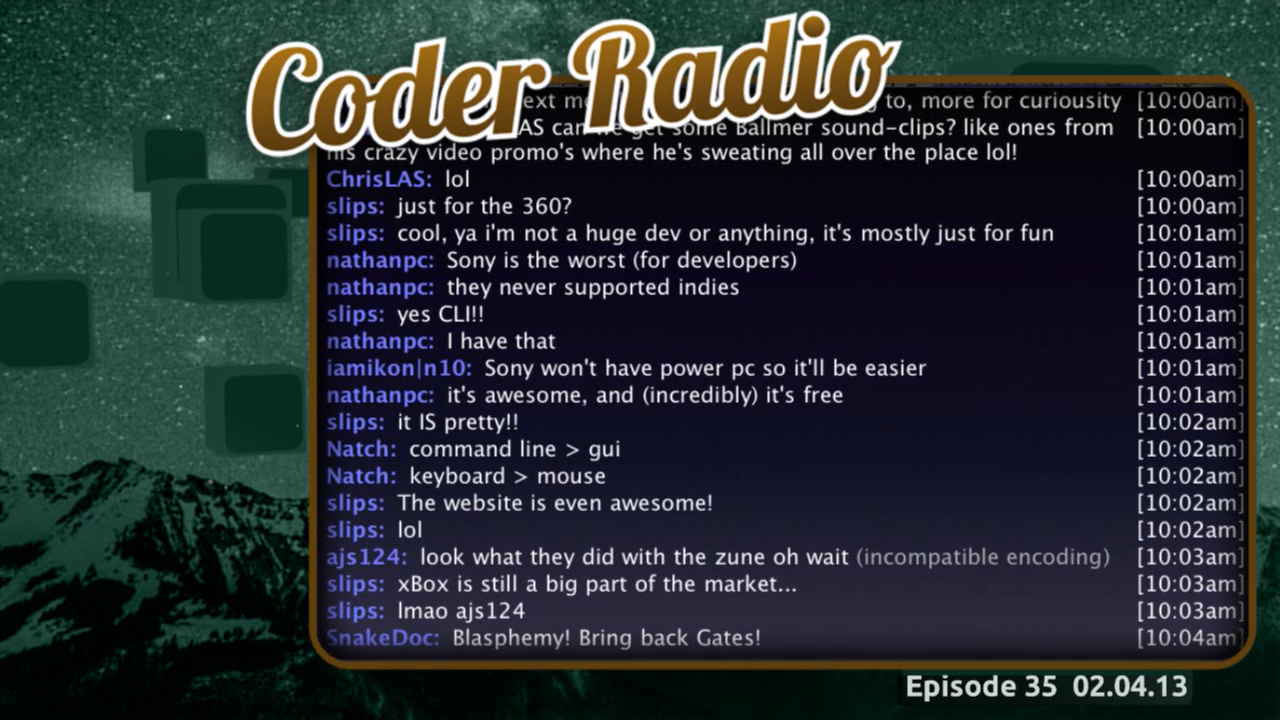 Coder Radio
to, more for curiousity [10:00am]
AS can we get some Ballmer sound-clips? like ones from [10:00am]
his crazy video promo's where he's sweating all over the place lol!
ChrisLAS: lol [10:00am]
slips: just for the 360? [10:00am]
slips: cool, ya i'm not a huge dev or anything, it's mostly just for fun [10:01am]
nathanpc: Sony is the worst (for developers) [10:01am]
nathanpc: they never supported indies [10:01am]
slips: yes CLI!! [10:01am]
nathanpc: I have that [10:01am]
iamikon|n10: Sony won't have power pc so it'll be easier [10:01am]
nathanpc: it's awesome, and (incredibly) it's free [10:01am]
slips: it IS pretty!! [10:02am]
Natch: command line > gui [10:02am]
Natch: keyboard > mouse [10:02am]
slips: The website is even awesome! [10:02am]
slips: lol [10:02am]
ajs124: look what they did with the zune oh wait (incompatible encoding) [10:03am]
slips: xBox is still a big part of the market... [10:03am]
slips: lmao ajs124 [10:03am]
SnakeDoc: Blasphemy! Bring back Gates! [10:04am]
Episode 35 02.04.13